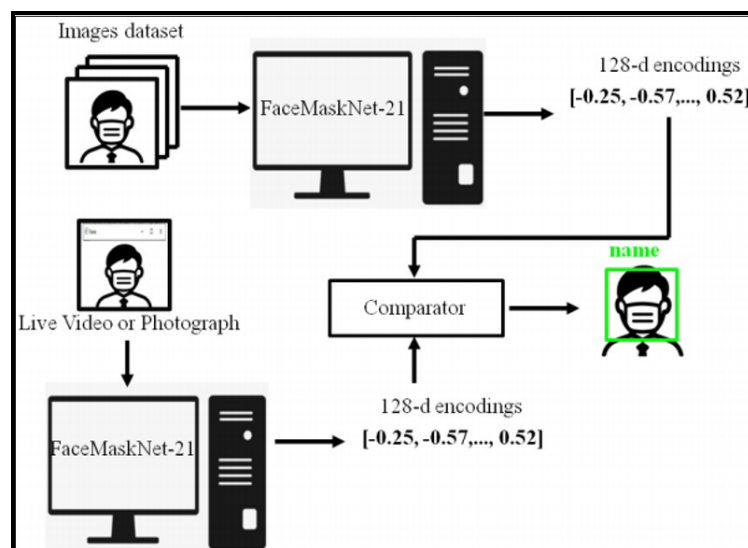 Images dataset
FaceMaskNet-21
128-d encodings
[-0.25, -0.57,..., 0.52]
name
Comparator
Live Video or Photograph
FaceMaskNet-21
128-d encodings
[-0.25, -0.57,..., 0.52]